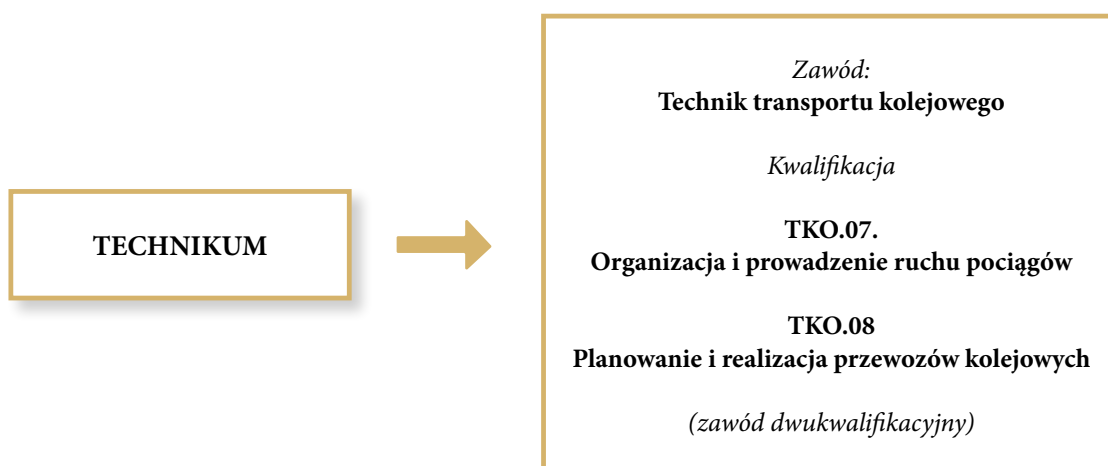 TECHNIKUM
Zawód:
Technik transportu kolejowego
Kwalifikacja
TKO.07.
Organizacja i prowadzenie ruchu pociągów
TKO.08
Planowanie i realizacja przewozów kolejowych
(zawód dwukwalifikacyjny)